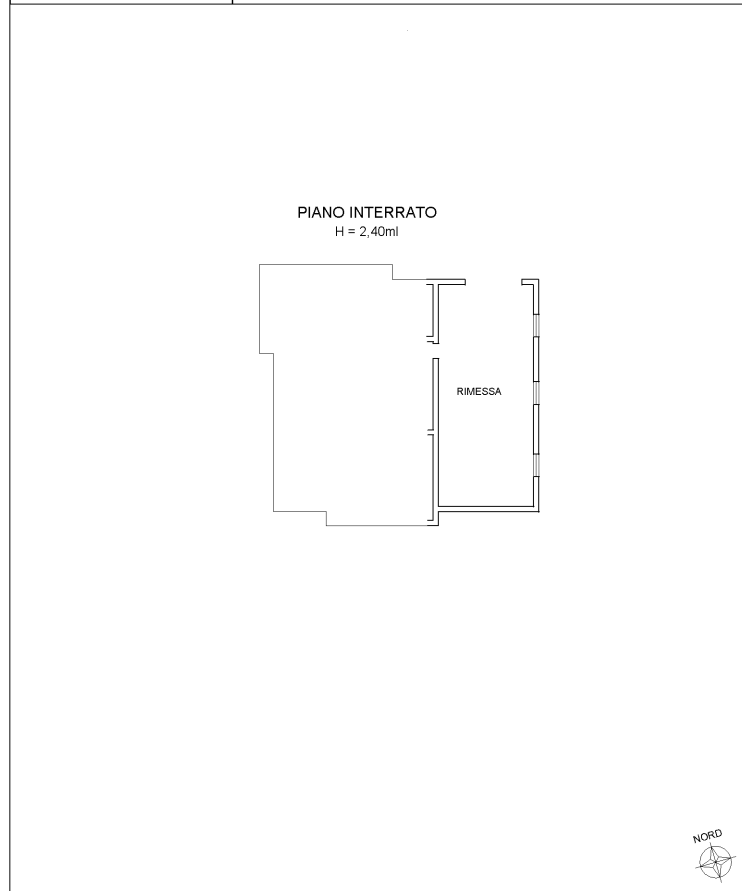 PIANO INTERRATO
H = 2,40ml
RIMESSA
NORD